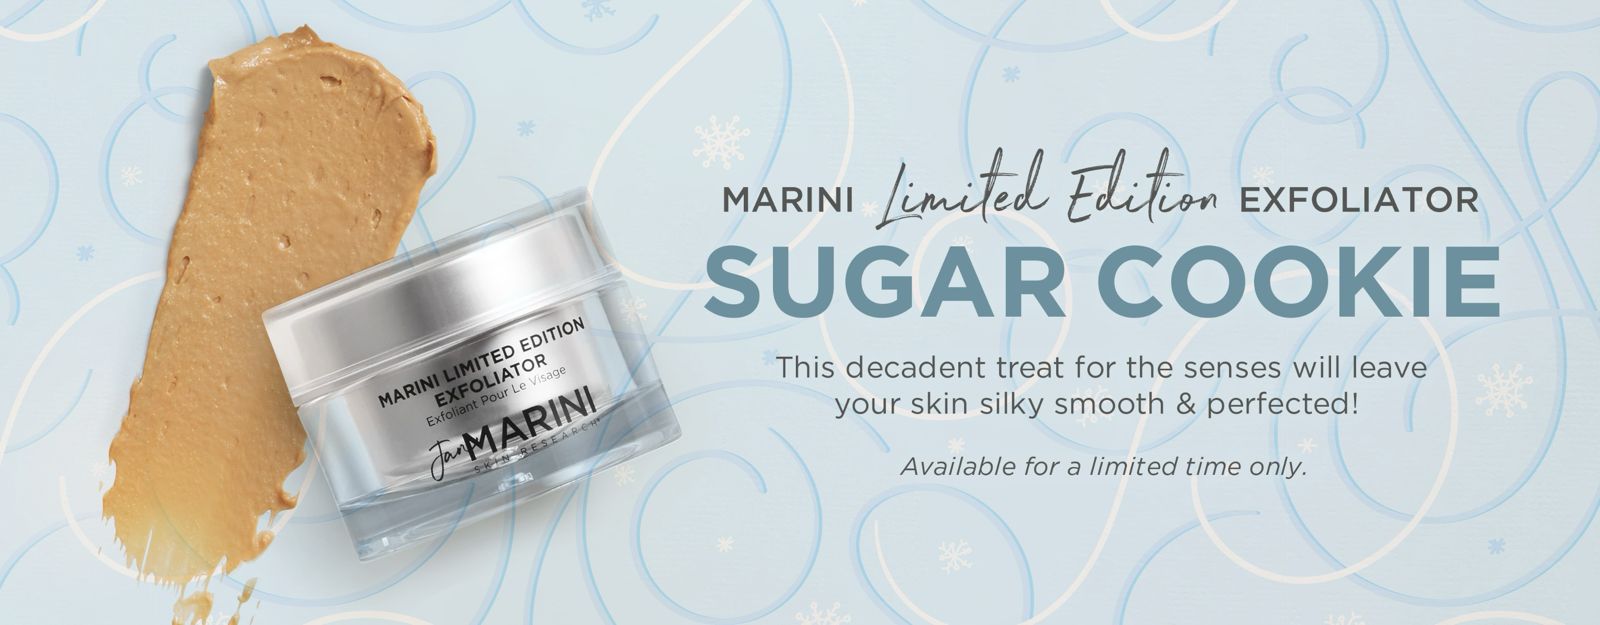 MARINI Limited Edition EXFOLIATOR
SUGAR COOKIE
This decadent treat for the senses will leave
your skin silky smooth & perfected!
Available for a limited time only.
MARINI LIMITED EDITION
EXFOLIATOR
Exfoliant Pour Le Visage
Jan MARINI
SKIN RESEARCH